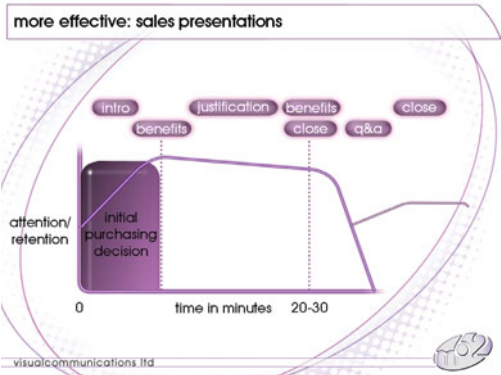 more effective: sales presentations
intro
justification
benefits
close
benefits
close
q&a
attention/
retention
initial
purchasing
decision
0
time in minutes
20-30
visualcommunications ltd
m62